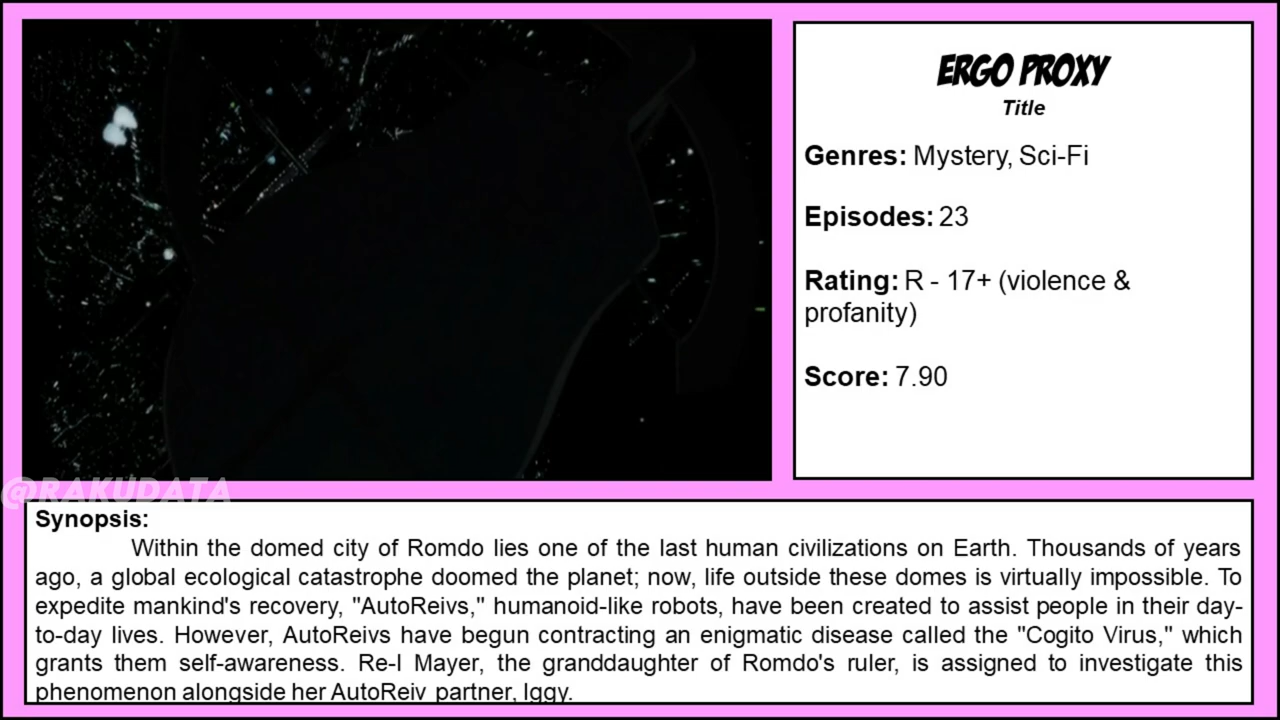 ERGO PROXY
Title
Genres: Mystery, Sci-Fi
Episodes: 23
Rating: R - 17+ (violence &
profanity)
Score: 7.90
@RAKUDATA
Synopsis:
Within the domed city of Romdo lies one of the last human civilizations on Earth. Thousands of years
ago, a global ecological catastrophe doomed the planet; now, life outside these domes is virtually impossible. To
expedite mankind's recovery, "AutoReivs," humanoid-like robots, have been created to assist people in their day-
to-day lives. However, AutoReivs have begun contracting an enigmatic disease called the "Cogito Virus," which
grants them self-awareness. Re-l Mayer, the granddaughter of Romdo's ruler, is assigned to investigate this
phenomenon alongside her AutoReiv partner, Iggy.